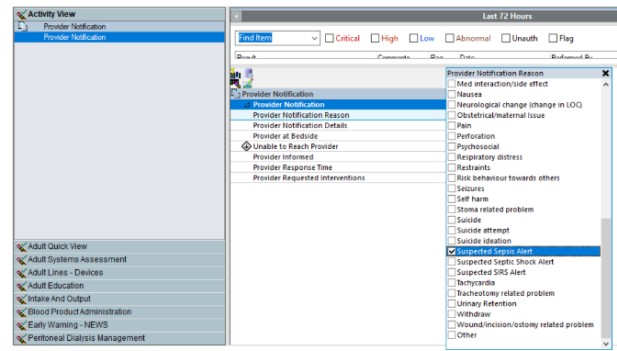 Activity View
Provider Notification
Provider Notification
Adult Quick View
Adult Systems Assessment
Adult Lines - Devices
Adult Education
Intake And Output
Blood Product Administration
Early Warning - NEWS
Peritoneal Dialysis Management
Last 72 Hours
Find Item
Critical
High
Low
Abnormal
Unauth
Flag
Result
Comments
Flag
Date
Performed By
Provider Notification
Provider Notification
Provider Notification Reason
Provider Notification Details
Provider at Bedside
Unable to Reach Provider
Provider Informed
Provider Response Time
Provider Requested Interventions
Provider Notification Reason
Med interaction/side effect
Nausea
Neurological change (change in LOC)
Obstetrical/maternal Issue
Pain
Perforation
Psychosocial
Respiratory distress
Restraints
Risk behaviour towards others
Seizures
Self harm
Stoma related problem
Suicide
Suicide attempt
Suicide ideation
Suspected Sepsis Alert
Suspected Septic Shock Alert
Suspected SIRS Alert
Tachycardia
Tracheotomy related problem
Urinary Retention
Withdraw
Wound/incision/ostomy related problem
Other